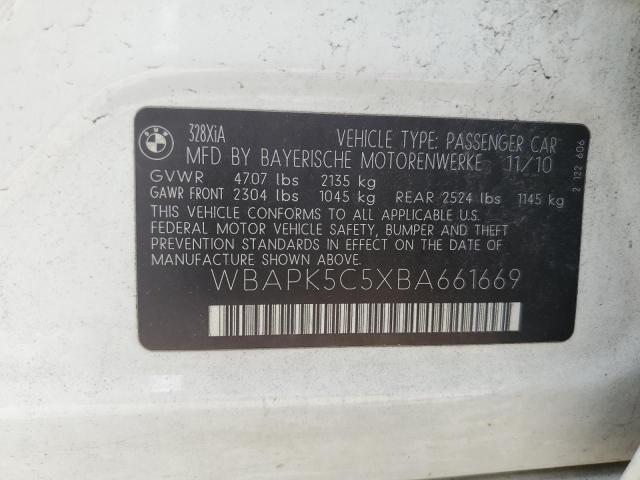 BMW
328XiA
VEHICLE TYPE: PASSENGER CAR
MFD BY BAYERISCHE MOTORENWERKE 11/10
GVWR 4707 lbs 2135 kg
GAWR FRONT 2304 lbs 1045 kg REAR 2524 lbs 1145 kg
THIS VEHICLE CONFORMS TO ALL APPLICABLE U.S.
FEDERAL MOTOR VEHICLE SAFETY, BUMPER AND THEFT
PREVENTION STANDARDS IN EFFECT ON THE DATE OF
MANUFACTURE SHOWN ABOVE.
WBAPK5C5XBA661669
2 122 606